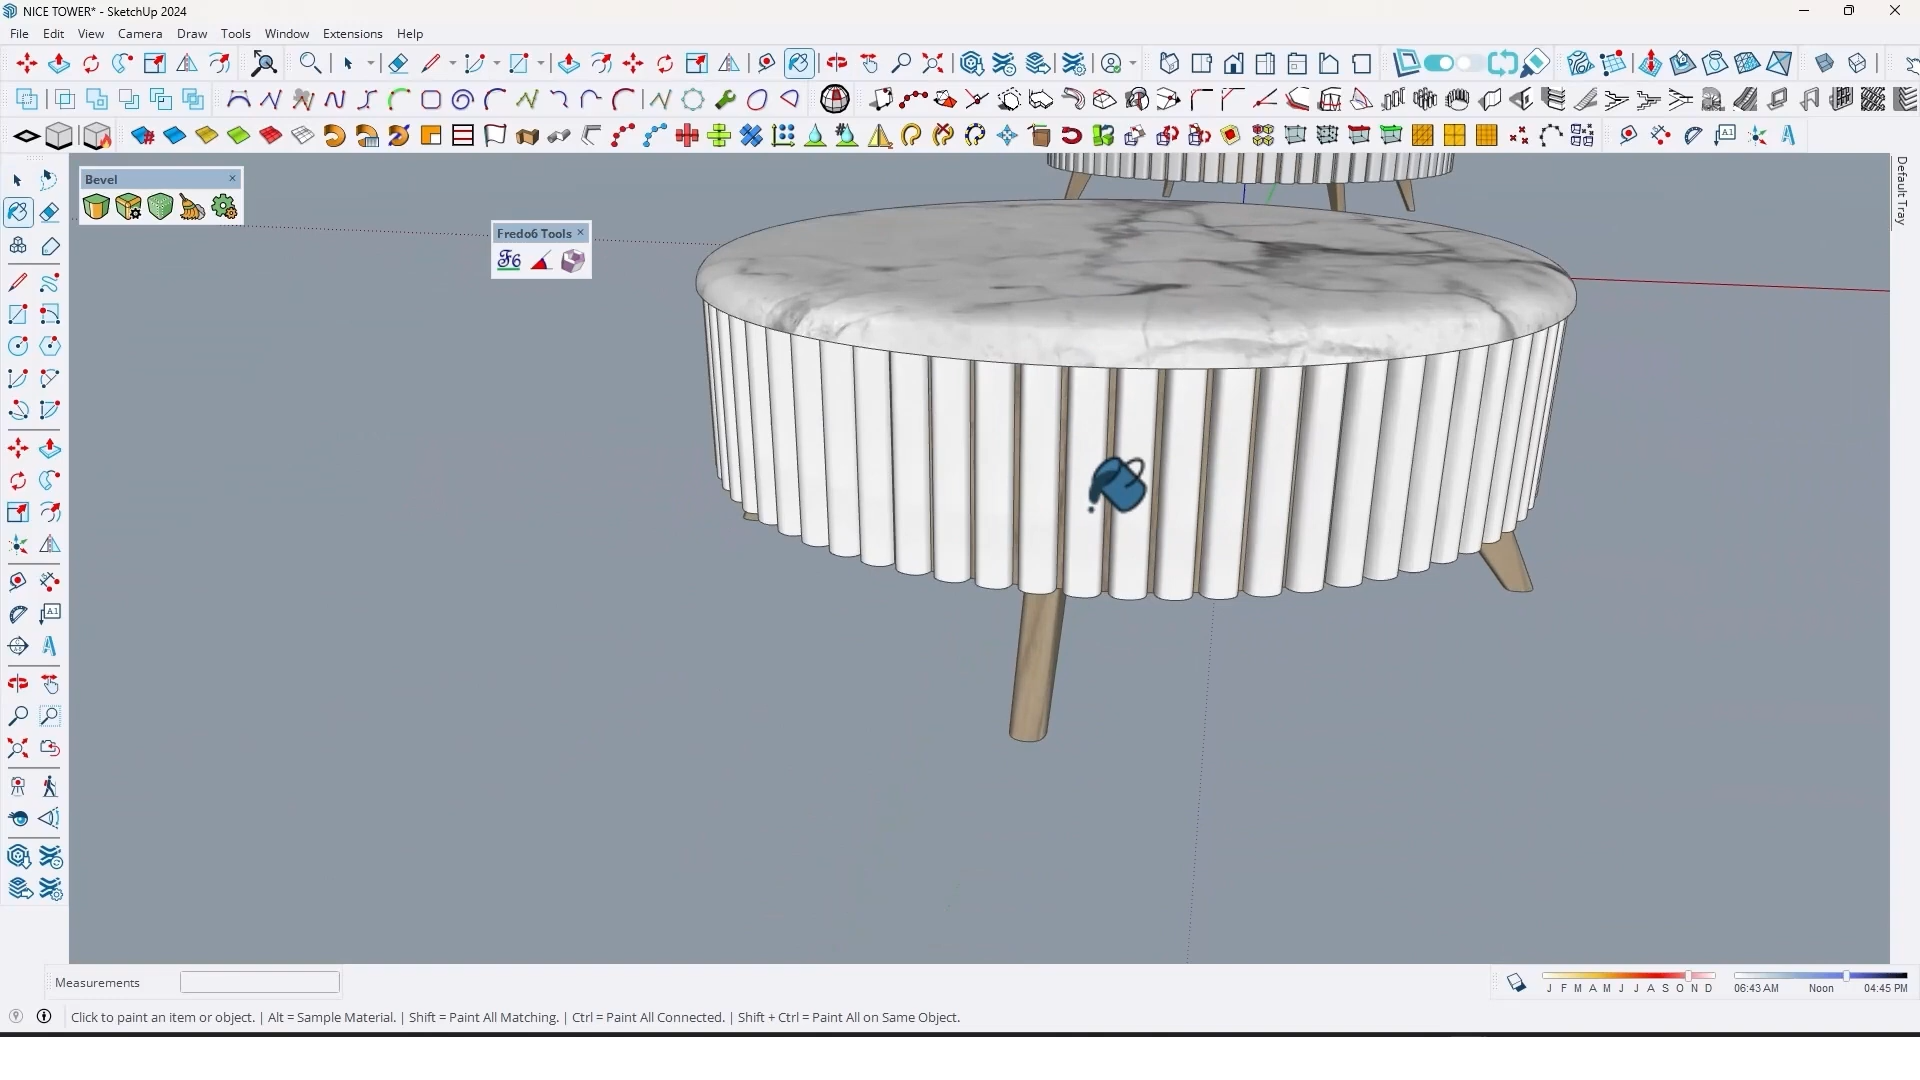 NICE TOWER* - SketchUp 2024
File Edit View Camera Draw Tools Window Extensions Help
Bevel
Fredo6 Tools
F6
Default Tray
Measurements
J F M A M J J A S O N D
06:43 AM Noon 04:45 PM
Click to paint an item or object. | Alt = Sample Material. | Shift = Paint All Matching. | Ctrl = Paint All Connected. | Shift + Ctrl = Paint All on Same Object.